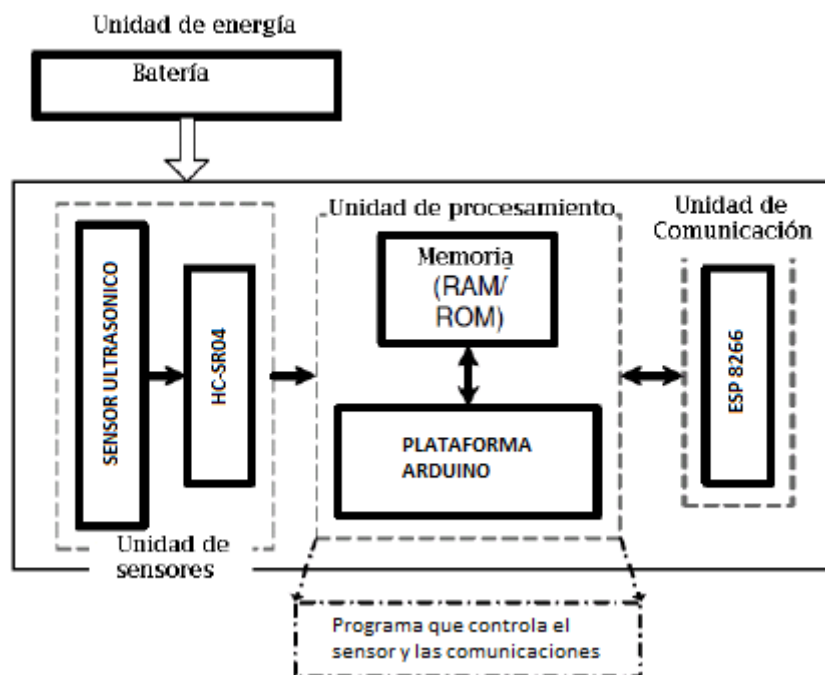 Unidad de energía
Batería
SENSOR ULTRASONICO
HC-SR04
Unidad de
sensores
Unidad de procesamiento
Memoria
(RAM/
ROM)
PLATAFORMA
ARDUINO
Unidad de
Comunicación
ESP 8266
Programa que controla el
sensor y las comunicaciones